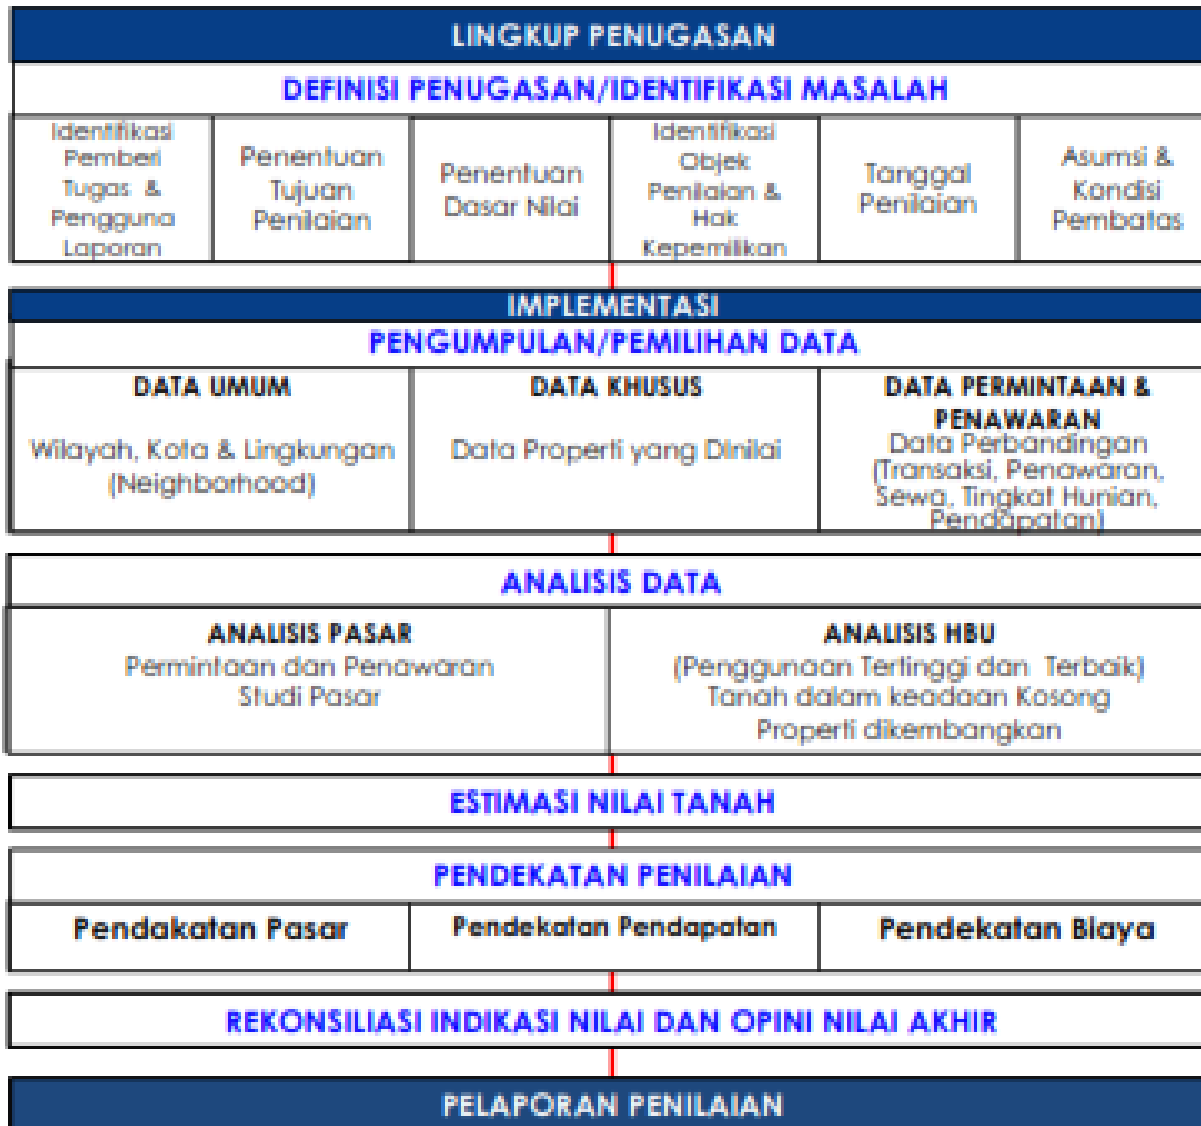 LINGKUP PENUGASAN
DEFINISI PENUGASAN/IDENTIFIKASI MASALAH
Identifikasi
Pemberi
Tugas &
Pengguna
Laporan
Penentuan
Tujuan
Penilaian
Penentuan
Dasar Nilai
Identifikasi
Objek
Penilaian &
Hak
Kepemilikan
Tanggal
Penilaian
Asumsi &
Kondisi
Pembatas
IMPLEMENTASI
PENGUMPULAN/PEMILIHAN DATA
DATA UMUM
Wilayah, Kota & Lingkungan
(Neighborhood)
DATA KHUSUS
Data Properti yang Dinilai
DATA PERMINTAAN &
PENAWARAN
Data Perbandingan
(Transaksi, Penawaran,
Sewa, Tingkat Hunian,
Pendapatan)
ANALISIS DATA
ANALISIS PASAR
Permintaan dan Penawaran
Studi Pasar
ANALISIS HBU
(Penggunaan Tertinggi dan Terbaik)
Tanah dalam keadaan Kosong
Properti dikembangkan
ESTIMASI NILAI TANAH
PENDEKATAN PENILAIAN
Pendakatan Pasar
Pendekatan Pendapatan
Pendekatan Biaya
REKONSILIASI INDIKASI NILAI DAN OPINI NILAI AKHIR
PELAPORAN PENILAIAN